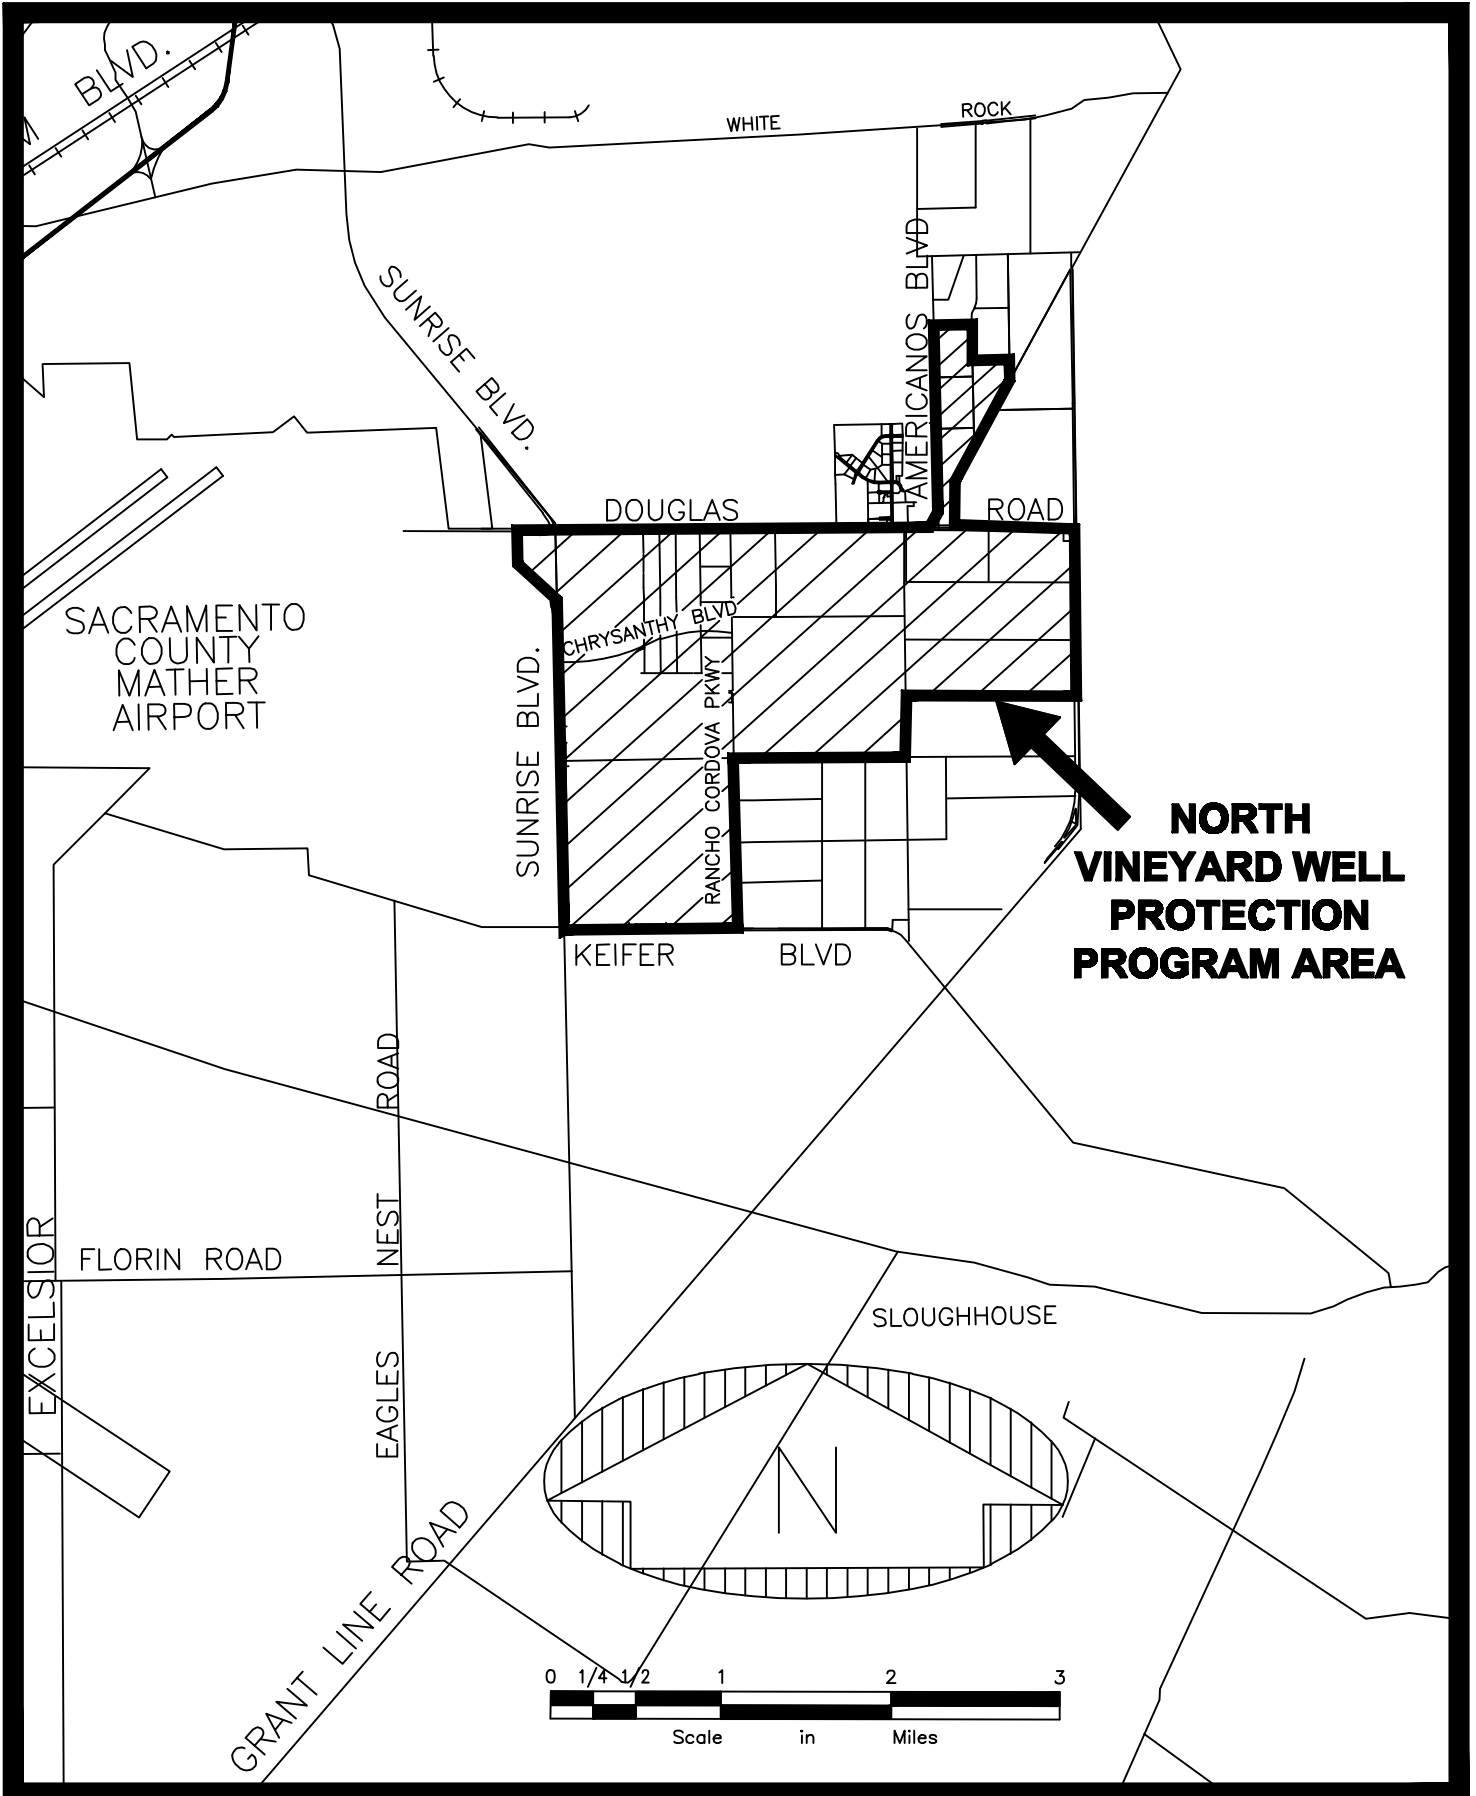 M BLVD.
WHITE ROCK
SUNRISE BLVD.
AMERICANOS BLVD
DOUGLAS ROAD
SACRAMENTO
COUNTY
MATHER
AIRPORT
CHRYSANTHY BLVD
SUNRISE BLVD.
RANCHO CORDOVA PKWY
NORTH
VINEYARD WELL
PROTECTION
PROGRAM AREA
KEIFER BLVD
EAGLES NEST ROAD
EXCELSIOR
FLORIN ROAD
SLOUGHHOUSE
N
GRANT LINE ROAD
0 1/4 1/2 1 2 3
Scale in Miles